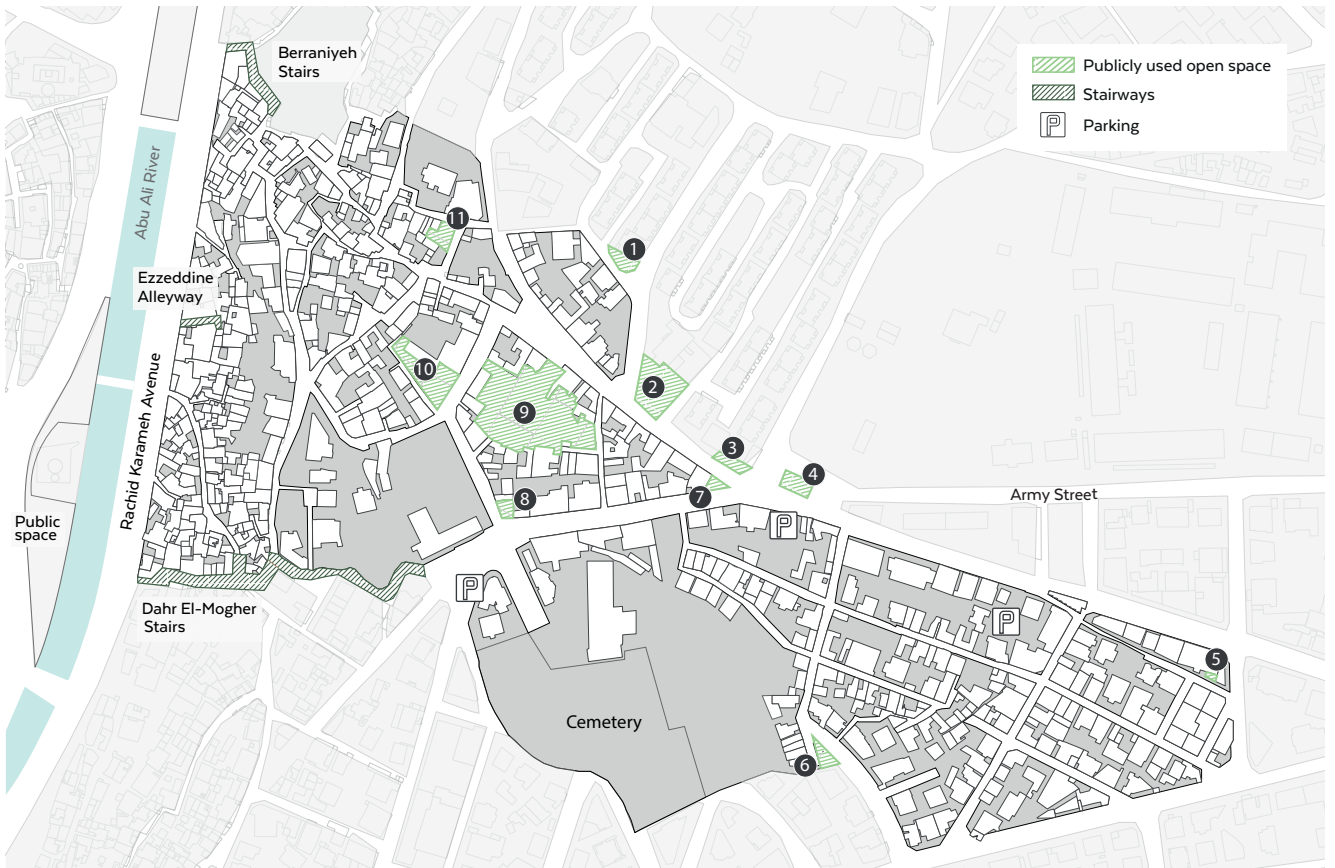 Berraniyeh
Stairs
Publicly used open space
Stairways
P
Parking
Abu Ali River
11
1
Ezzeddine
Alleyway
Rachid Karameh Avenue
10
2
9
3
4
7
8
Army Street
P
Public
space
P
Dahr El-Mogher
Stairs
P
5
Cemetery
6